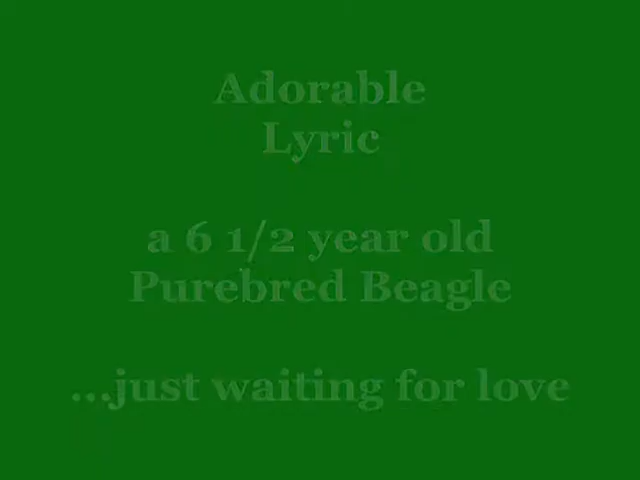 Adorable
Lyric
a 6 1/2 year old
Purebred Beagle
...just waiting for love